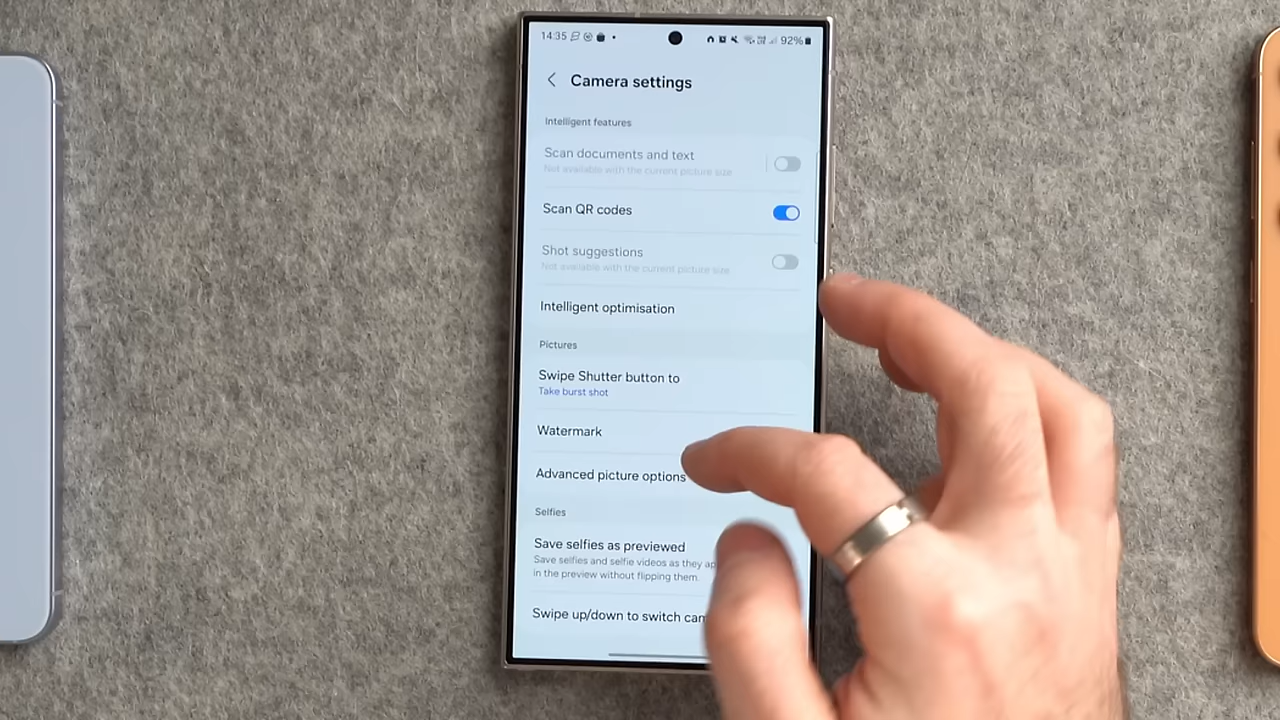 14:35 92%
Camera settings
Intelligent features
Scan documents and text
Not available with the current picture size
Scan QR codes
Shot suggestions
Not available with the current picture size
Intelligent optimisation
Pictures
Swipe Shutter button to
Take burst shot
Watermark
Advanced picture options
Selfies
Save selfies as previewed
Save selfies and selfie videos as they
in the preview without flipping them.
Swipe up/down to switch